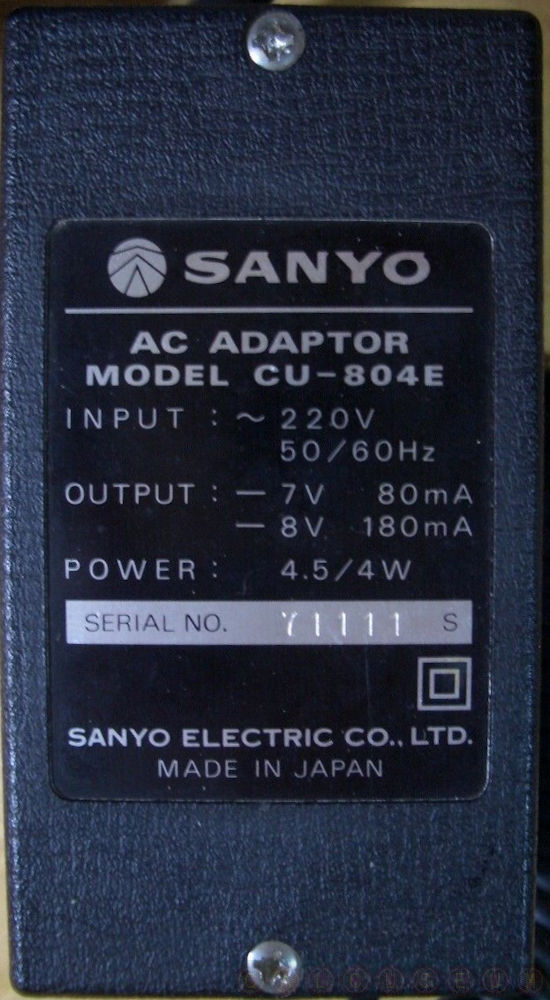 SANYO
AC ADAPTOR
MODEL CU-804E
INPUT : ~ 220V
50/60Hz
OUTPUT : — 7V 80mA
— 8V 180mA
POWER : 4.5/4W
SERIAL NO. 71111 S
SANYO ELECTRIC CO., LTD.
MADE IN JAPAN